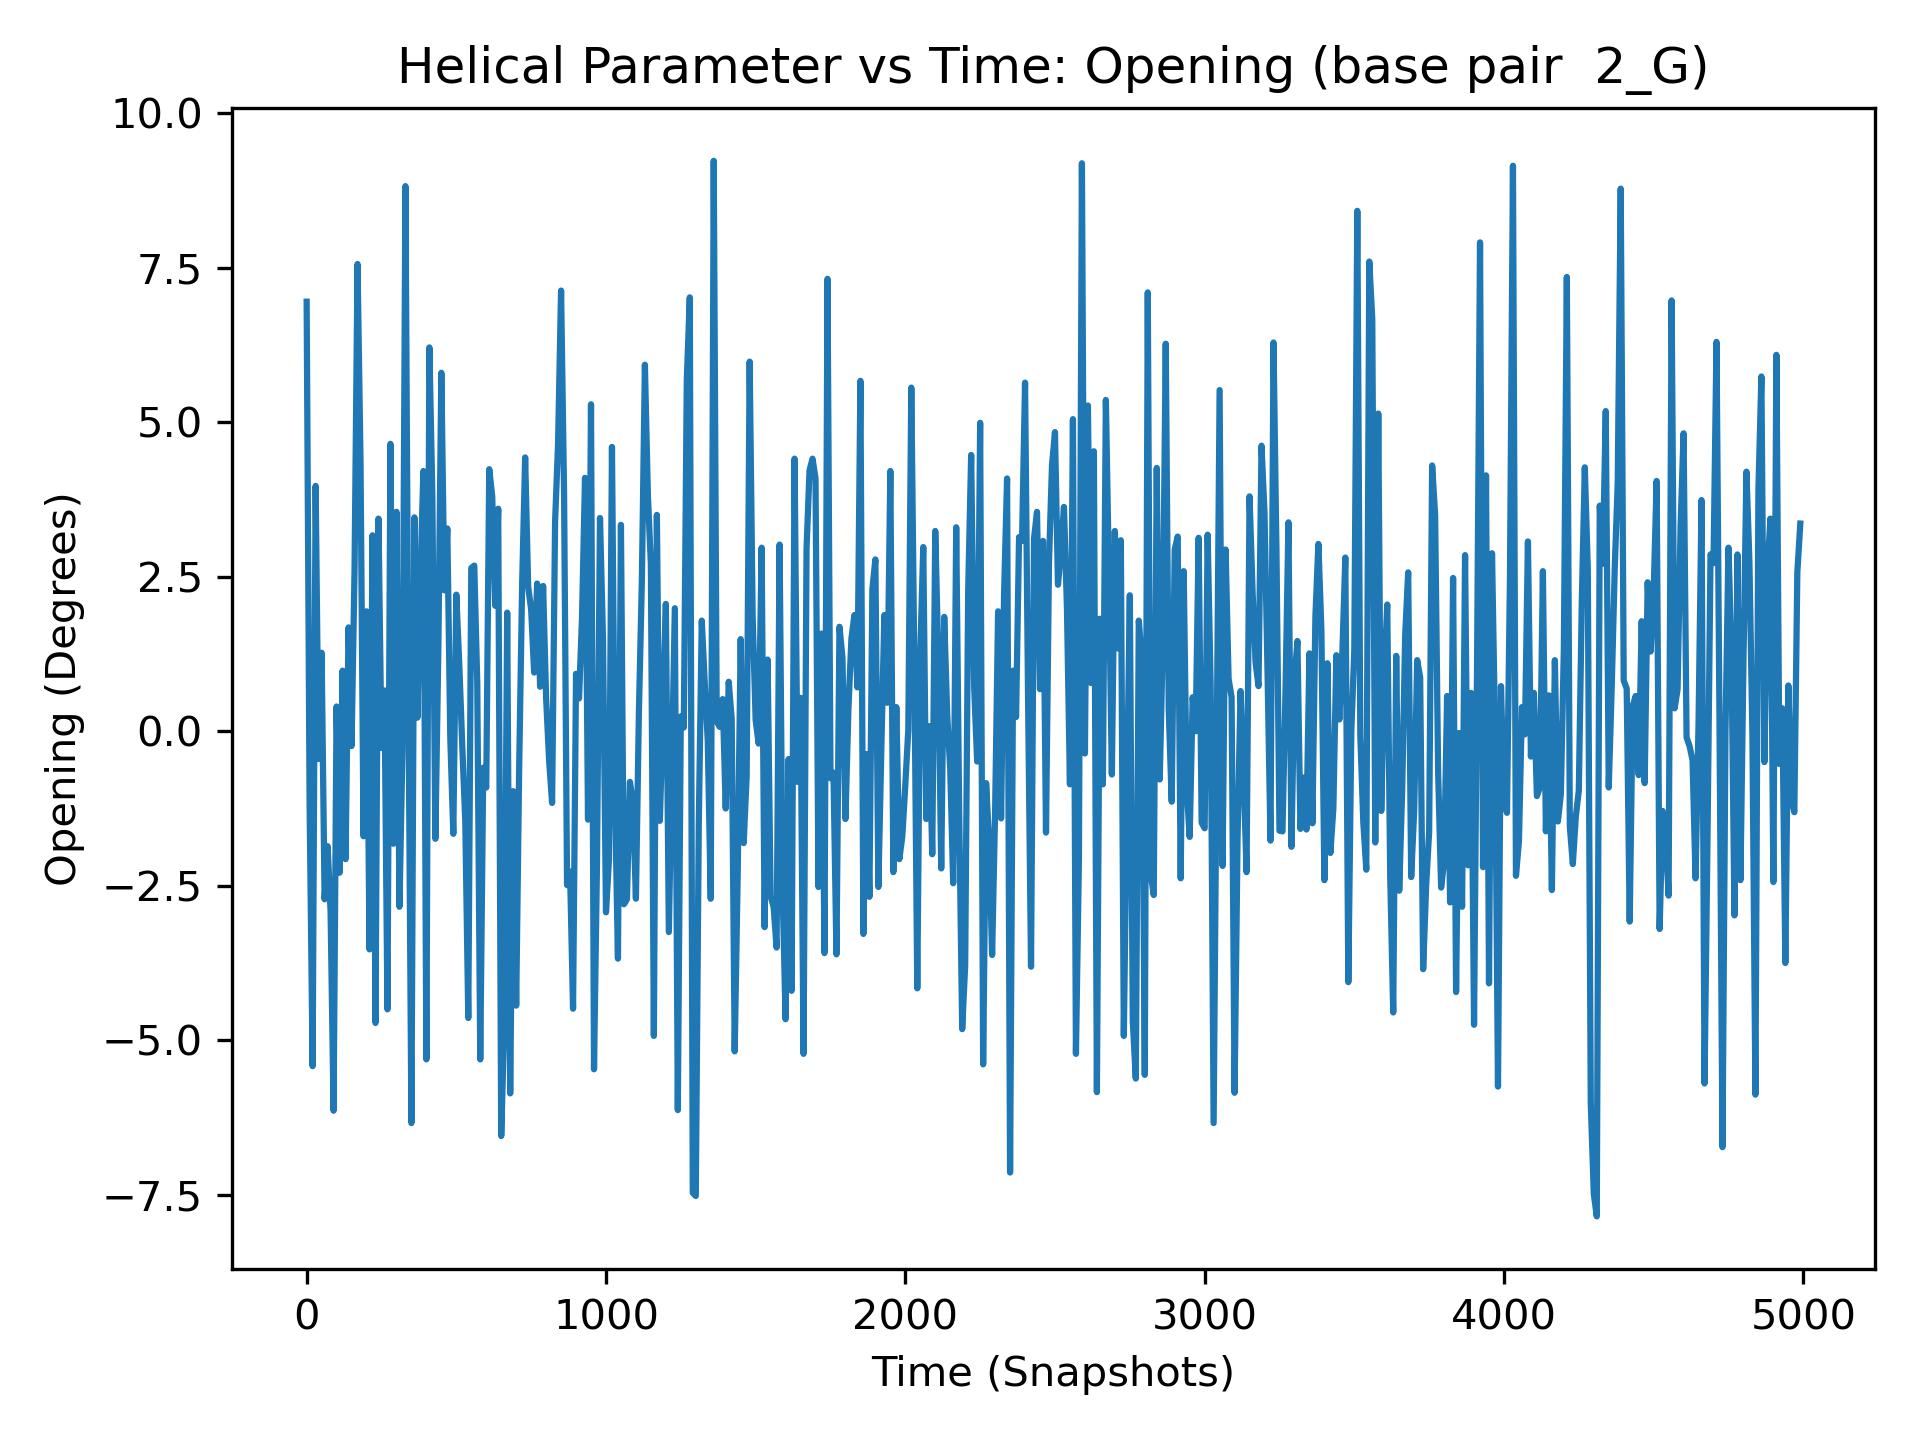 Helical Parameter vs Time: Opening (base pair  2_G)
10.0
7.5
5.0
2.5
0.0
−2.5
−5.0
−7.5
Opening (Degrees)
0 1000 2000 3000 4000 5000
Time (Snapshots)